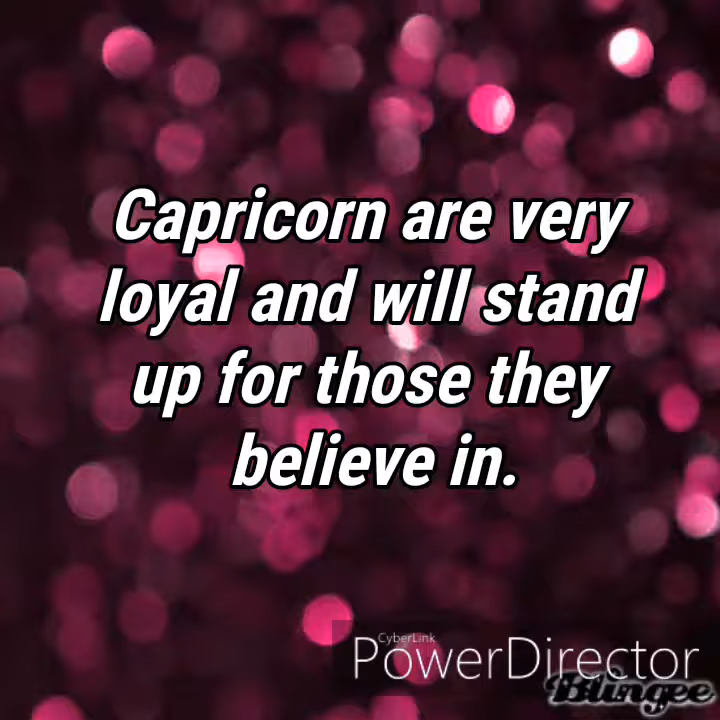 Capricorn are very
loyal and will stand
up for those they
believe in.
CyberLink
PowerDirector
Blingee